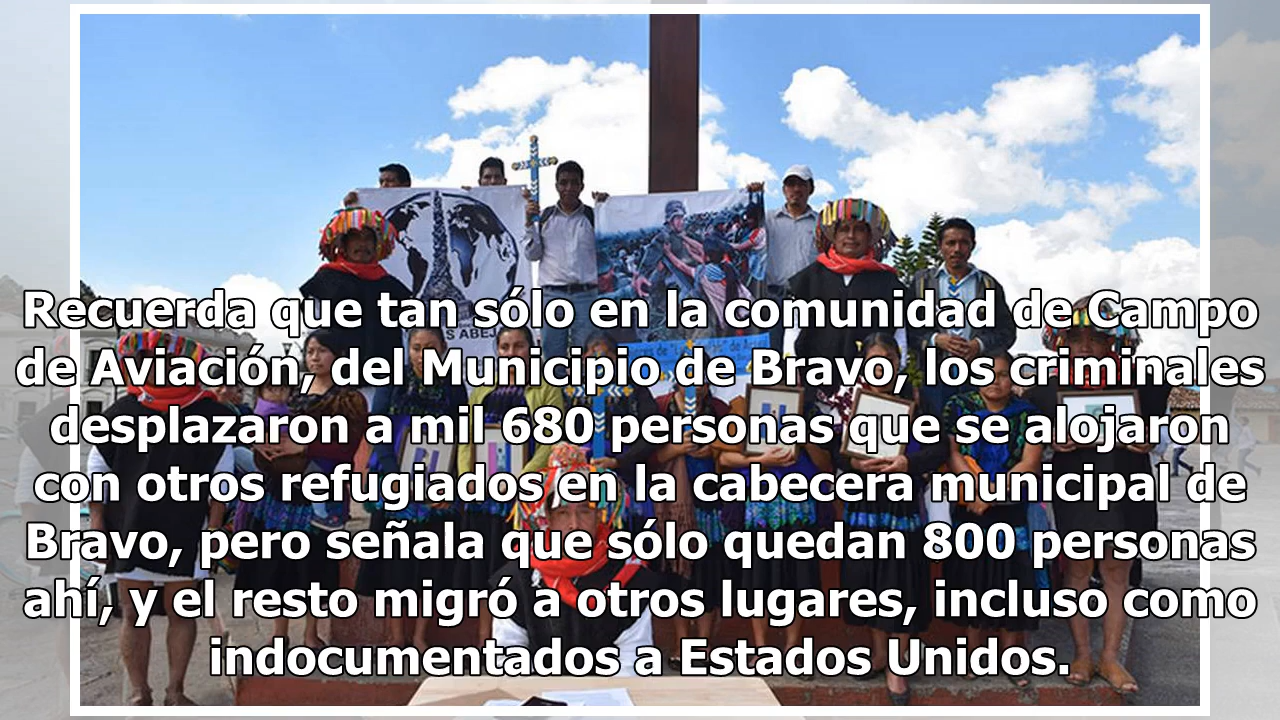 S ABEJ
Recuerda que tan sólo en la comunidad de Campo
de Aviación, del Municipio de Bravo, los criminales
desplazaron a mil 680 personas que se alojaron
con otros refugiados en la cabecera municipal de
Bravo, pero señala que sólo quedan 800 personas
ahí, y el resto migró a otros lugares, incluso como
indocumentados a Estados Unidos.